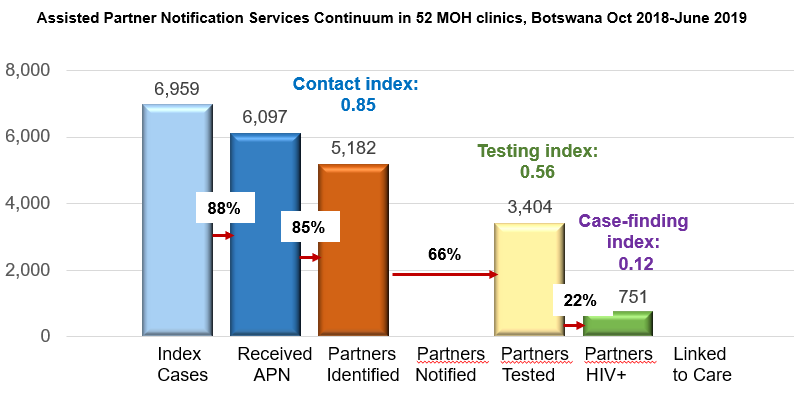 Assisted Partner Notification Services Continuum in 52 MOH clinics, Botswana Oct 2018-June 2019
8,000
6,000
4,000
2,000
0
6,959
6,097
5,182
3,404
751
Contact index:
0.85
Testing index:
0.56
Case-finding
index:
0.12
88%
85%
66%
22%
Index
Cases
Received
APN
Partners
Identified
Partners
Notified
Partners
Tested
Partners
HIV+
Linked
to Care